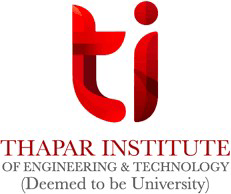 ti
THAPAR INSTITUTE
OF ENGINEERING & TECHNOLOGY
(Deemed to be University)